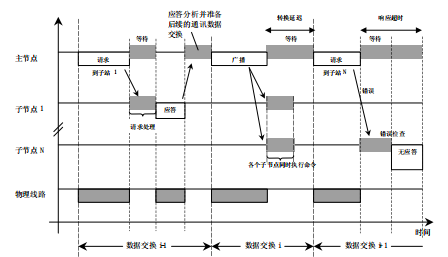 应答分析并准备
后续的通讯数据
交换
转换延迟
响应超时
等待
等待
等待
主节点
请求
广播
请求
到子站 1
到子站 N
错误
子节点 1
应答
请求处理
错误检查
子节点 N
无应答
各个子节点同时执行命令
物理线路
时间
数据交换 i-1
数据交换 i
数据交换 i+1